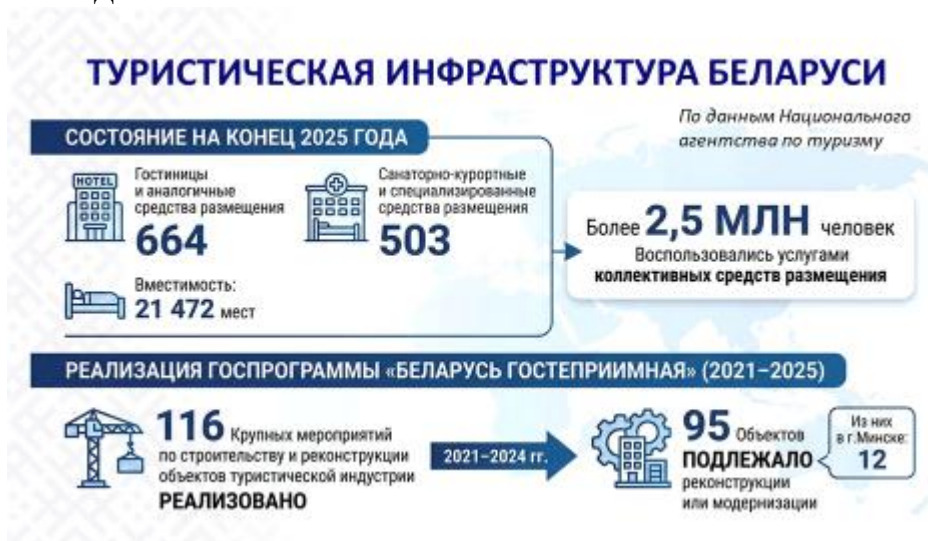 ТУРИСТИЧЕСКАЯ ИНФРАСТРУКТУРА БЕЛАРУСИ
По данным Национального
агентства по туризму
СОСТОЯНИЕ НА КОНЕЦ 2025 ГОДА
HOTEL
Гостиницы
и аналогичные
средства размещения
664
Санаторно-курортные
и специализированные
средства размещения
503
Вместимость:
21 472 мест
Более 2,5 МЛН человек
Воспользовались услугами
коллективных средств размещения
РЕАЛИЗАЦИЯ ГОСПРОГРАММЫ «БЕЛАРУСЬ ГОСТЕПРИИМНАЯ» (2021–2025)
116 Крупных мероприятий
по строительству и реконструкции
объектов туристической индустрии
РЕАЛИЗОВАНО
2021–2024 гг.
95 Объектов
ПОДЛЕЖАЛО
реконструкции
или модернизации
Из них
в г.Минске:
12